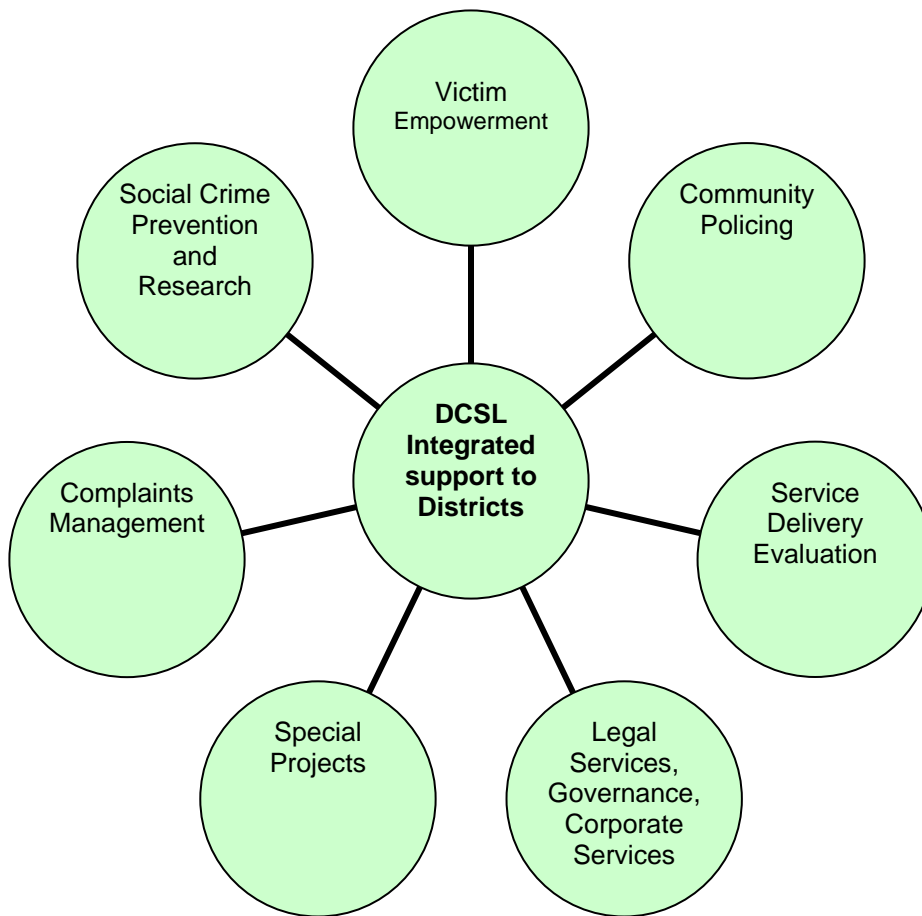 Victim
Empowerment
Social Crime
Prevention
and
Research
Community
Policing
DCSL
Integrated
support to
Districts
Complaints
Management
Service
Delivery
Evaluation
Special
Projects
Legal
Services,
Governance,
Corporate
Services